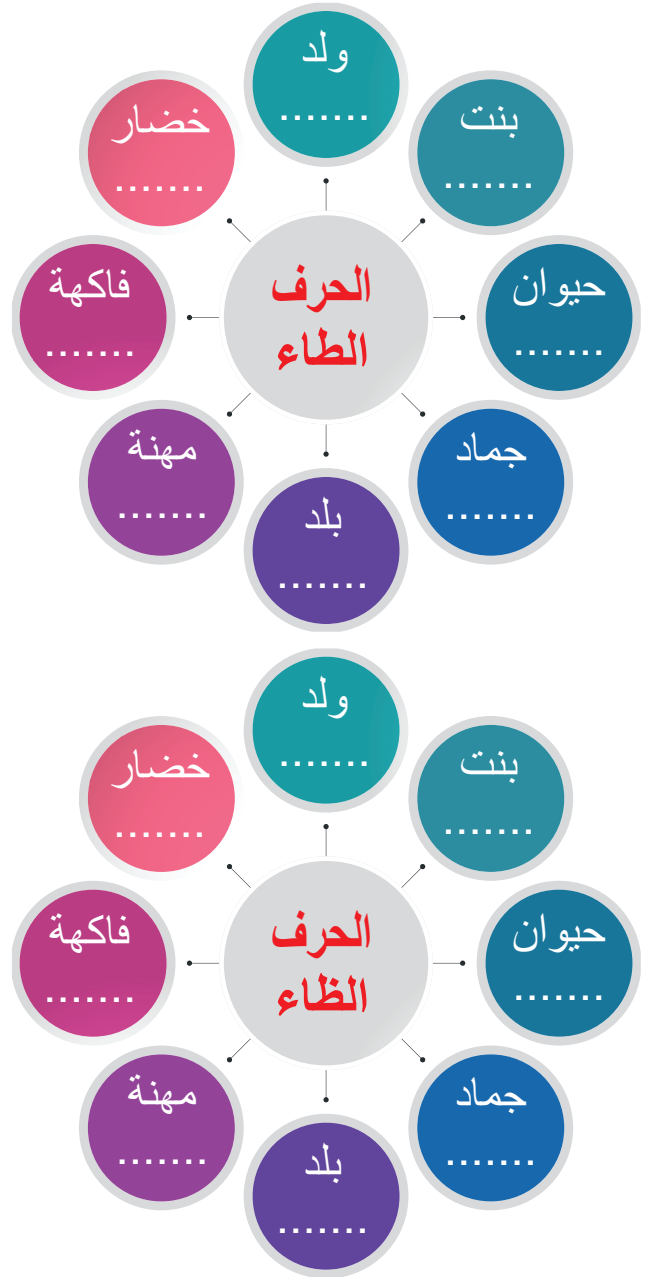 ولد
.......
بنت
.......
حيوان
.......
جماد
.......
بلد
.......
مهنة
.......
فاكهة
.......
خضار
.......
الحرف
الطاء
ولد
.......
بنت
.......
حيوان
.......
جماد
.......
بلد
.......
مهنة
.......
فاكهة
.......
خضار
.......
الحرف
الظاء